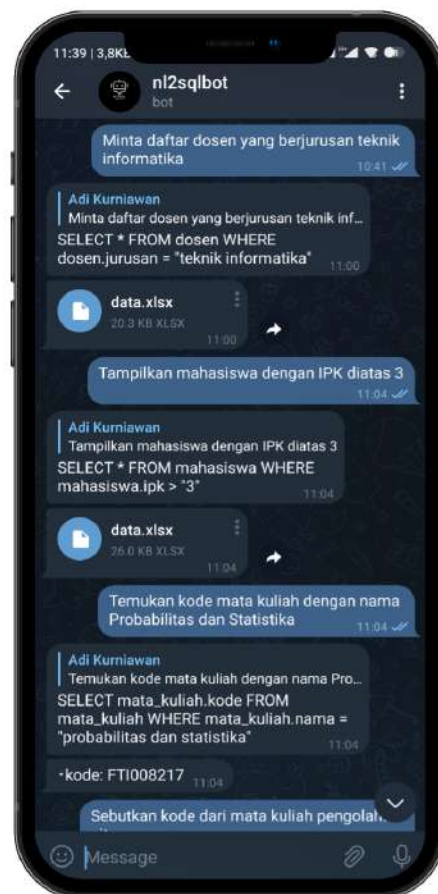 11:39 | 3,8KB
nl2sqlbot
bot
Minta daftar dosen yang berjurusan teknik
informatika
10:41
Adi Kurniawan
Minta daftar dosen yang berjurusan teknik inf...
SELECT * FROM dosen WHERE
dosen.jurusan = "teknik informatika"
11:00
data.xlsx
20.3 KB XLSX
11:00
Tampilkan mahasiswa dengan IPK diatas 3
11:04
Adi Kurniawan
Tampilkan mahasiswa dengan IPK diatas 3
SELECT * FROM mahasiswa WHERE
mahasiswa.ipk > "3"
11:04
data.xlsx
26.0 KB XLSX
11:04
Temukan kode mata kuliah dengan nama
Probabilitas dan Statistika
11:04
Adi Kurniawan
Temukan kode mata kuliah dengan nama Pro...
SELECT mata_kuliah.kode FROM
mata_kuliah WHERE mata_kuliah.nama =
"probabilitas dan statistika"
11:04
•kode: FTI008217
11:04
Sebutkan kode dari mata kuliah
Message